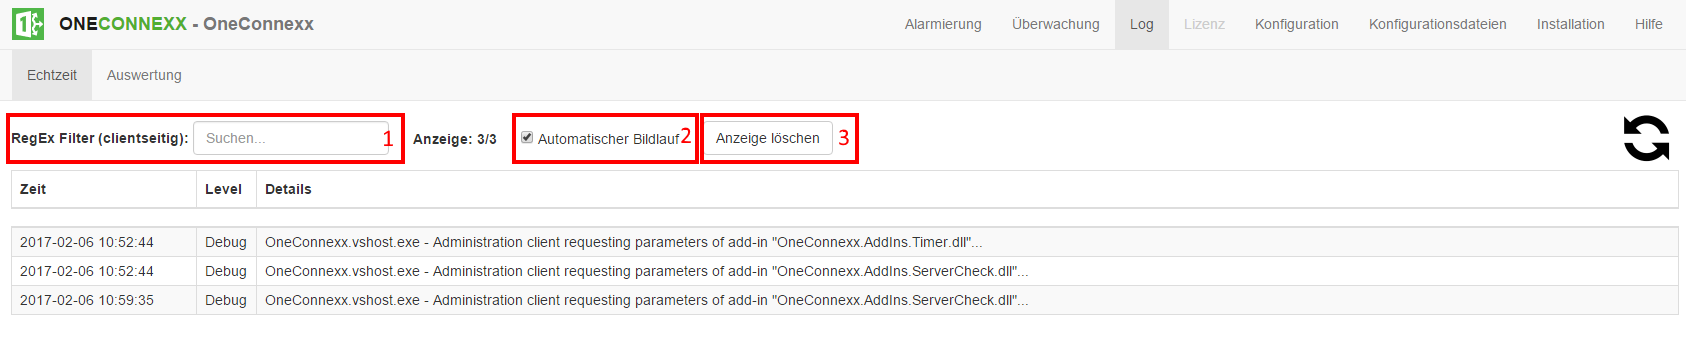 ONECONNEXX - OneConnexx Alarmierung Überwachung Log Lizenz Konfiguration Konfigurationsdateien Installation Hilfe
Echtzeit Auswertung
RegEx Filter (clientseitig): Suchen... 1 Anzeige: 3/3 Automatischer Bildlauf 2 Anzeige löschen 3
Zeit Level Details
2017-02-06 10:52:44 Debug OneConnexx.vshost.exe - Administration client requesting parameters of add-in "OneConnexx.AddIns.Timer.dll"...
2017-02-06 10:52:44 Debug OneConnexx.vshost.exe - Administration client requesting parameters of add-in "OneConnexx.AddIns.ServerCheck.dll"...
2017-02-06 10:59:35 Debug OneConnexx.vshost.exe - Administration client requesting parameters of add-in "OneConnexx.AddIns.ServerCheck.dll"...